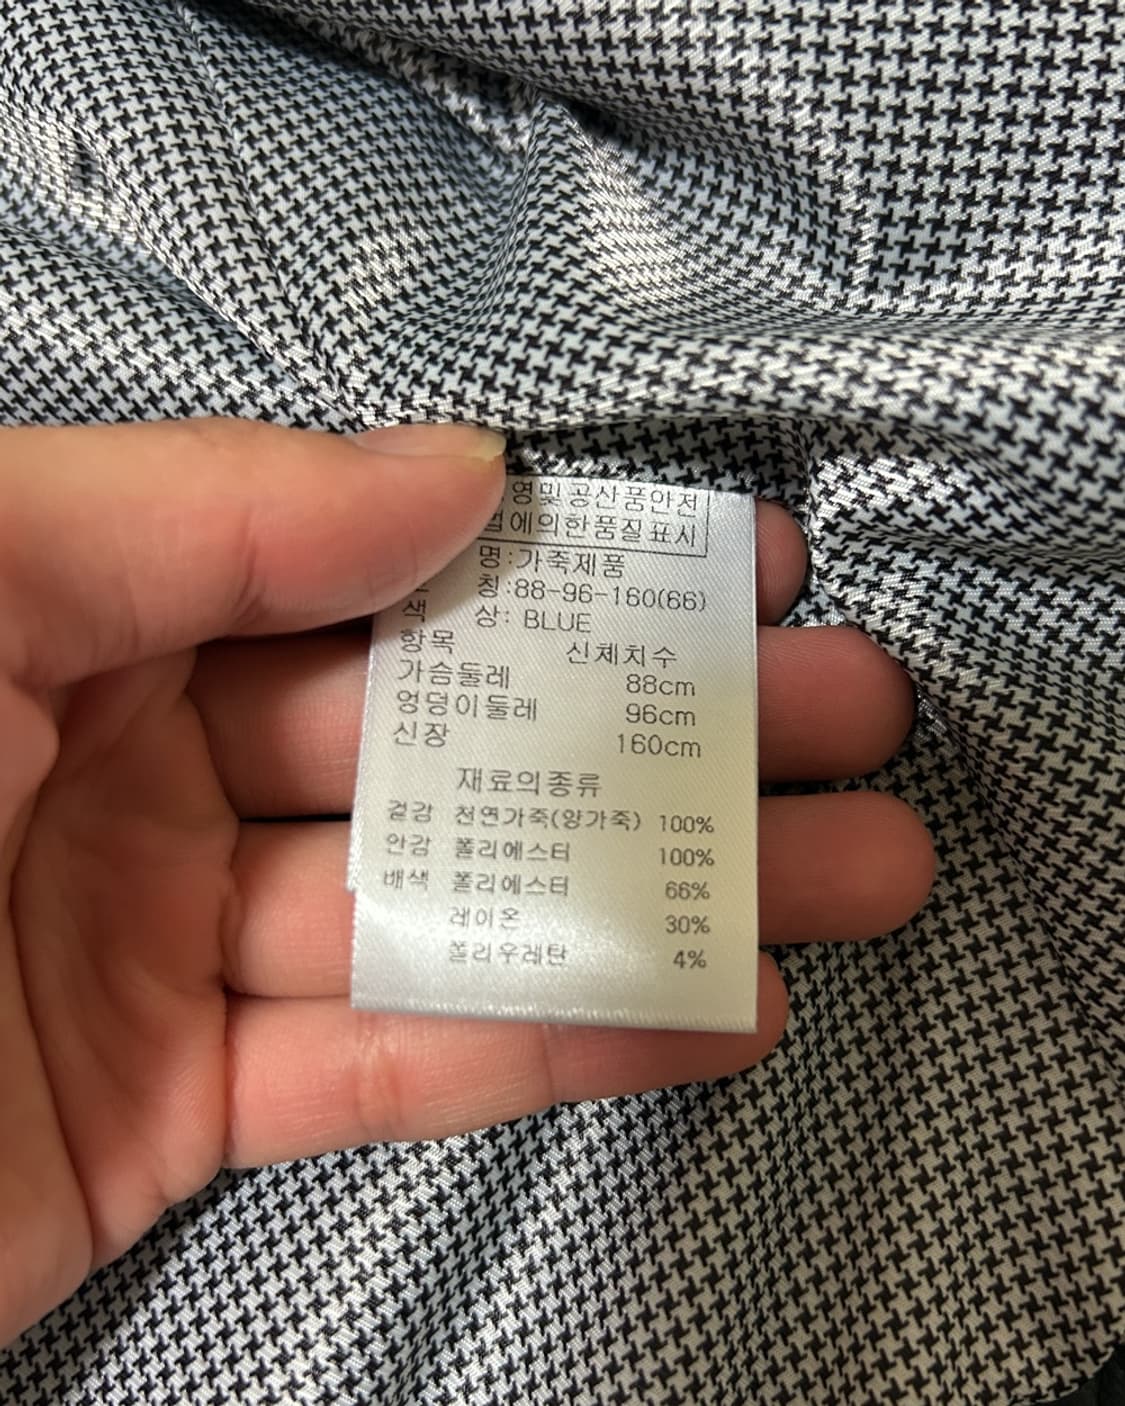 영및공산품안전
법에의한품질표시
명:가죽제품
칭:88-96-160(66)
색 상: BLUE
항목 신체치수
가슴둘레 88cm
엉덩이둘레 96cm
신장 160cm
재료의종류
겉감 천연가죽(양가죽) 100%
안감 폴리에스터 100%
배색 폴리에스터 66%
레이온 30%
폴리우레탄 4%